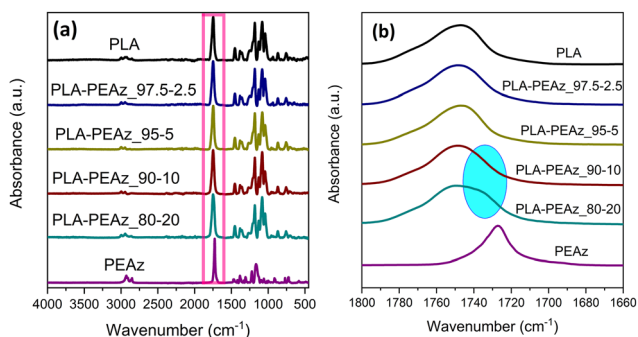 (a)
PLA
PLA-PEAz_97.5-2.5
PLA-PEAz_95-5
PLA-PEAz_90-10
PLA-PEAz_80-20
PEAz
Absorbance (a.u.)
4000 3500 3000 2500 2000 1500 1000 500
Wavenumber (cm⁻¹)
(b)
PLA
PLA-PEAz_97.5-2.5
PLA-PEAz_95-5
PLA-PEAz_90-10
PLA-PEAz_80-20
PEAz
Absorbance (a.u.)
1800 1780 1760 1740 1720 1700 1680 1660
Wavenumber (cm⁻¹)